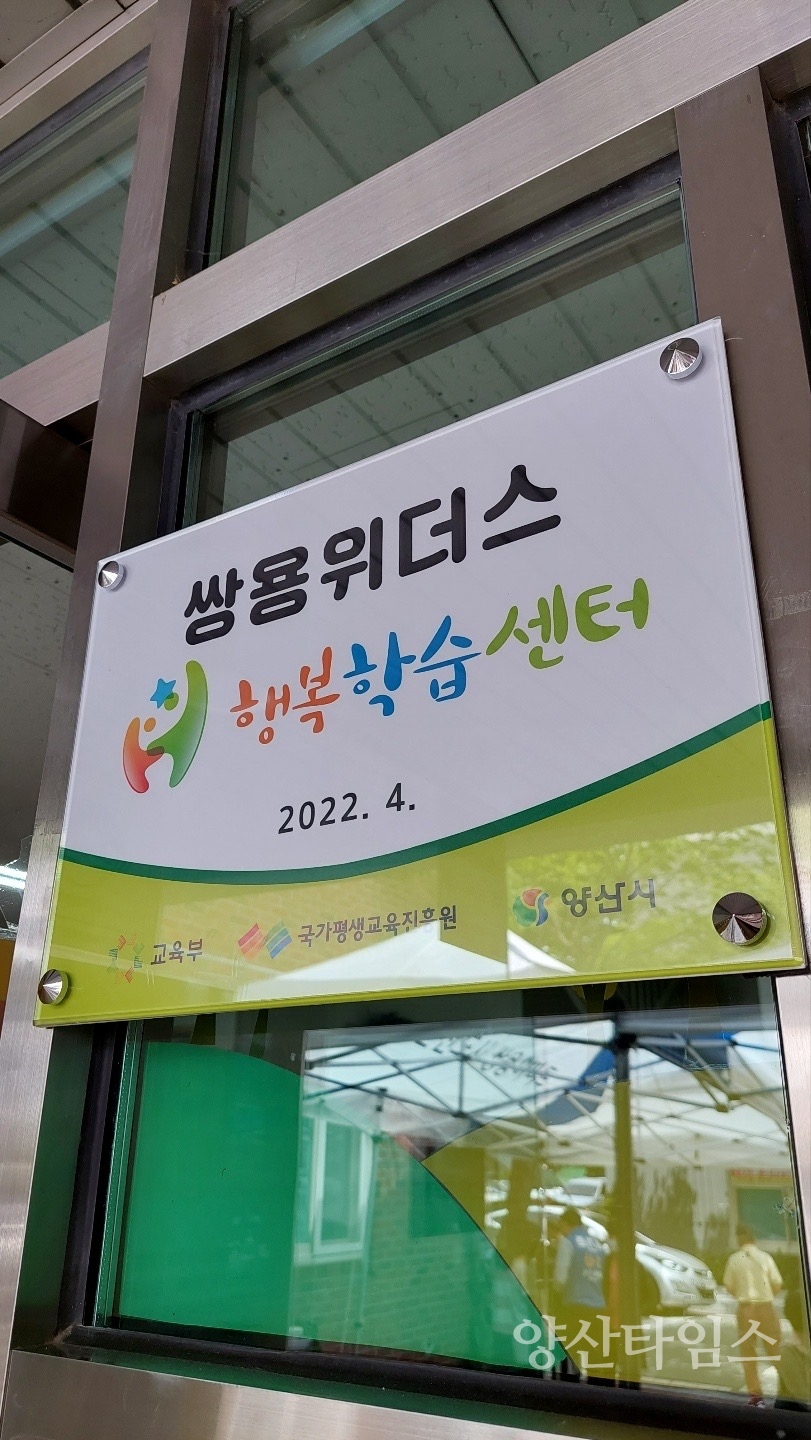 쌍용위더스
행복학습센터
2022. 4.
교육부 국가평생교육진흥원 양산시
양산타임스